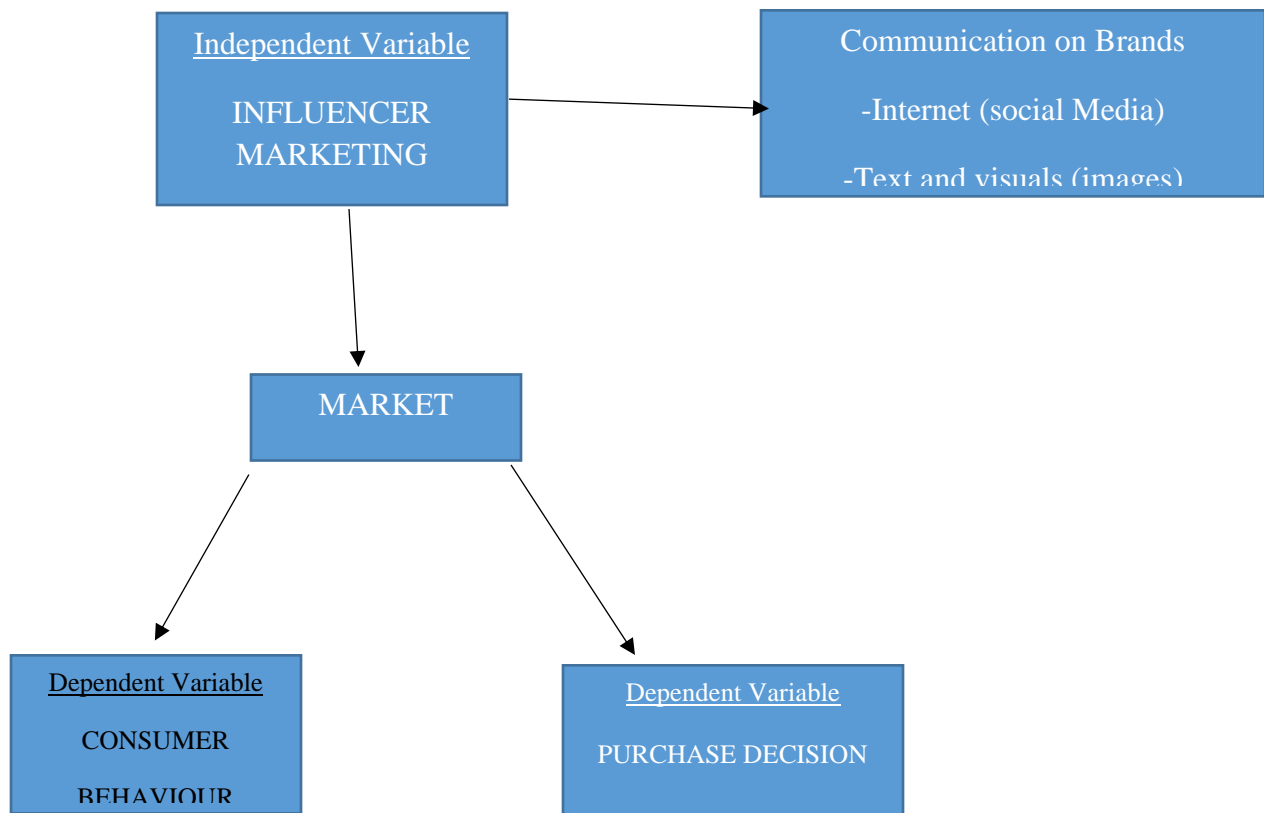 Independent Variable
INFLUENCER
MARKETING
Communication on Brands
-Internet (social Media)
-Text and visuals (images)
MARKET
Dependent Variable
CONSUMER
BEHAVIOUR
Dependent Variable
PURCHASE DECISION